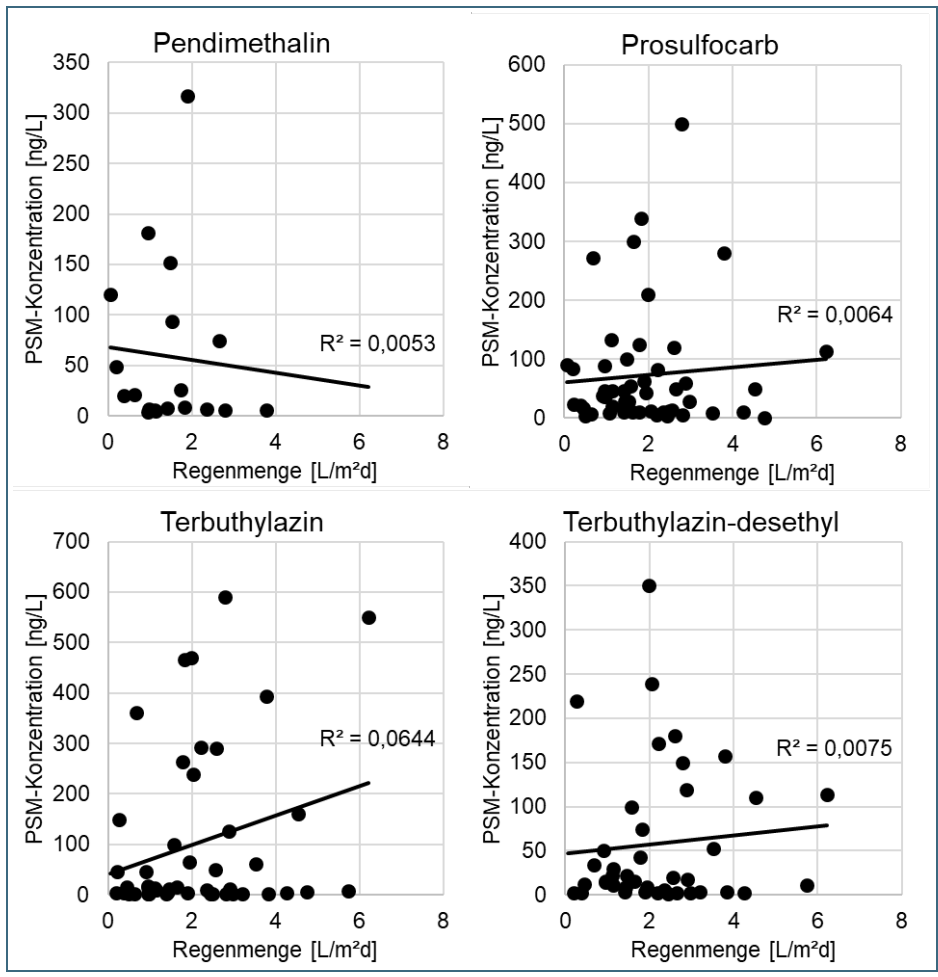 Pendimethalin
PSM-Konzentration [ng/L]
350
300
250
200
150
100
50
0
R² = 0,0053
0 2 4 6 8
Regenmenge [L/m²d]
Prosulfocarb
PSM-Konzentration [ng/L]
600
500
400
300
200
100
0
R² = 0,0064
0 2 4 6 8
Regenmenge [L/m²d]
Terbuthylazin
PSM-Konzentration [ng/L]
700
600
500
400
300
200
100
0
R² = 0,0644
0 2 4 6 8
Regenmenge [L/m²d]
Terbuthylazin-desethyl
PSM-Konzentration [ng/L]
400
350
300
250
200
150
100
50
0
R² = 0,0075
0 2 4 6 8
Regenmenge [L/m²d]